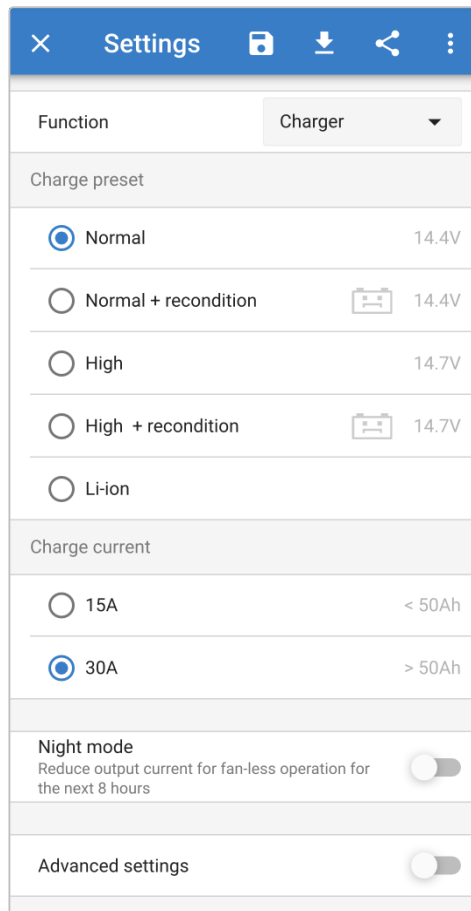 Settings
Function Charger
Charge preset
Normal 14.4V
Normal + recondition 14.4V
High 14.7V
High + recondition 14.7V
Li-ion
Charge current
15A < 50Ah
30A > 50Ah
Night mode
Reduce output current for fan-less operation for
the next 8 hours
Advanced settings